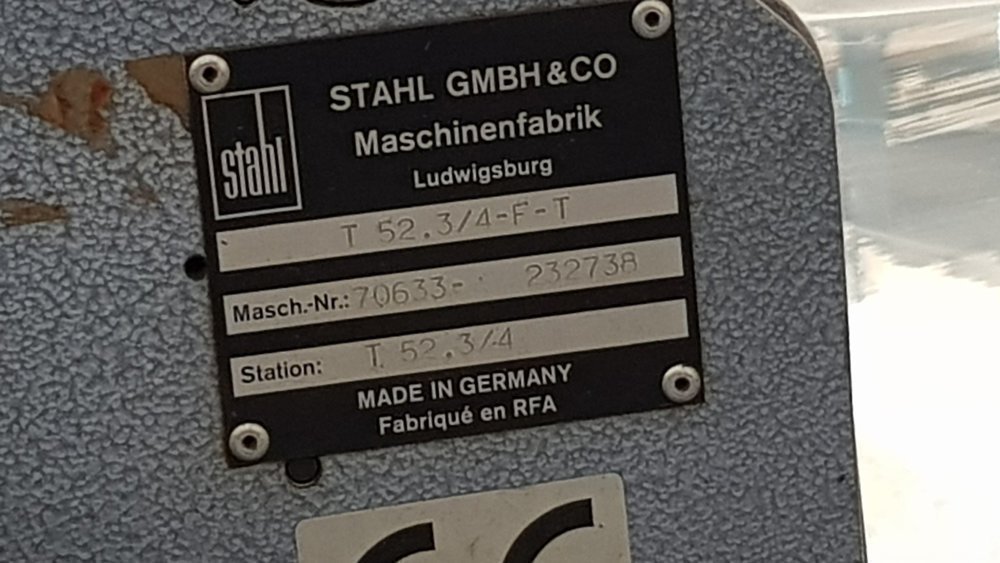 stahl
STAHL GMBH & CO
Maschinenfabrik
Ludwigsburg
T 52.3/4-F-T
Masch.-Nr.: 70633- 232738
Station: T 52.3/4
MADE IN GERMANY
Fabriqué en RFA
CE